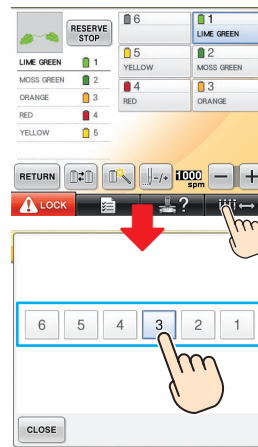 RESERVE
STOP
LIME GREEN 1
MOSS GREEN 2
ORANGE 3
RED 4
YELLOW 5
6
1
LIME GREEN
5
YELLOW
2
MOSS GREEN
4
RED
3
ORANGE
RETURN
-/+
1000
spm
- +
LOCK
?
6 5 4 3 2 1
CLOSE